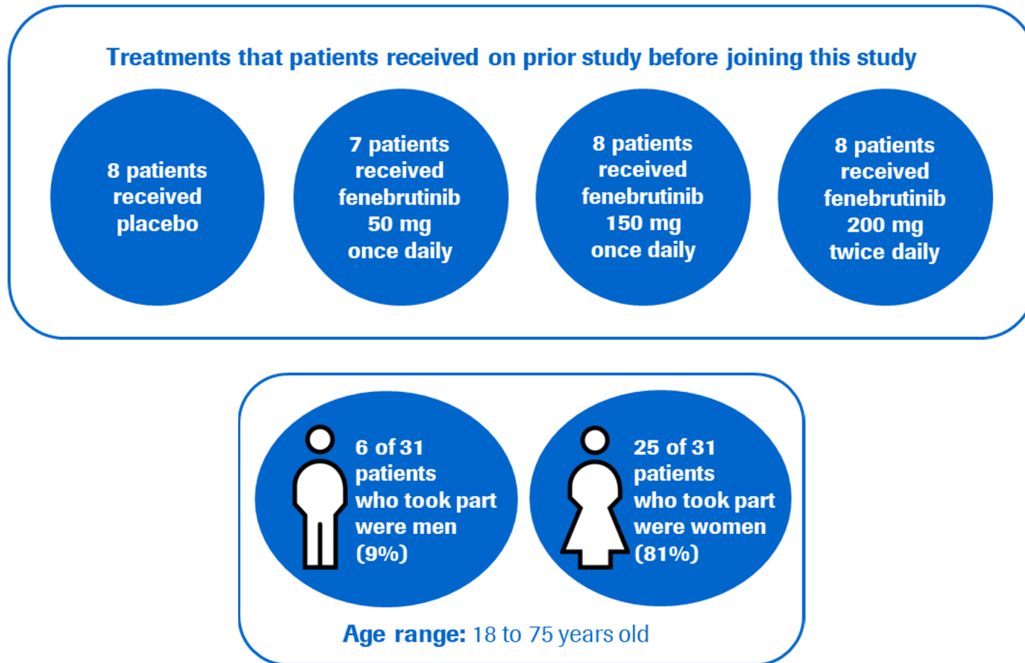 Treatments that patients received on prior study before joining this study
8 patients
received
placebo
7 patients
received
fenebrutinib
50 mg
once daily
8 patients
received
fenebrutinib
150 mg
once daily
8 patients
received
fenebrutinib
200 mg
twice daily
6 of 31
patients
who took part
were men
(9%)
25 of 31
patients
who took part
were women
(81%)
Age range: 18 to 75 years old